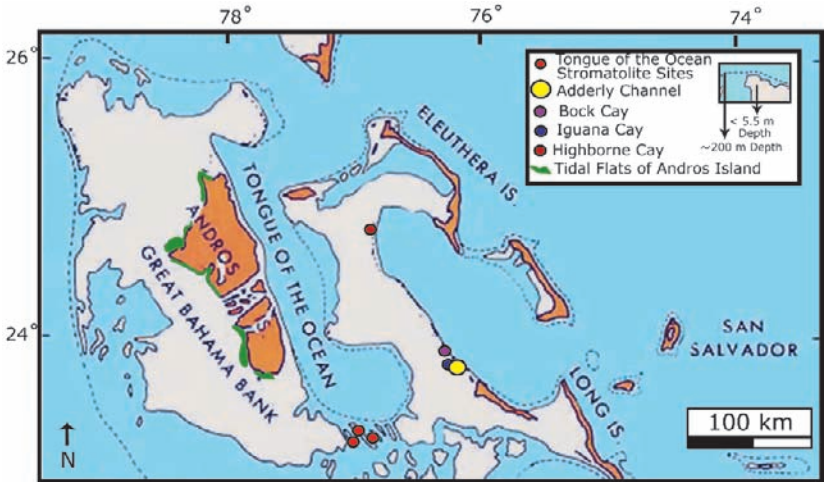 78°
76°
74°
26°
24°
Tongue of the Ocean
Stromatolite Sites
Adderly Channel
Bock Cay
Iguana Cay
Highborne Cay
Tidal Flats of Andros Island
< 5.5 m
Depth
~200 m Depth
ELEUTHERA IS.
TONGUE OF THE OCEAN
ANDROS
IS
GREAT BAHAMA BANK
SAN
SALVADOR
LONG IS.
100 km
N